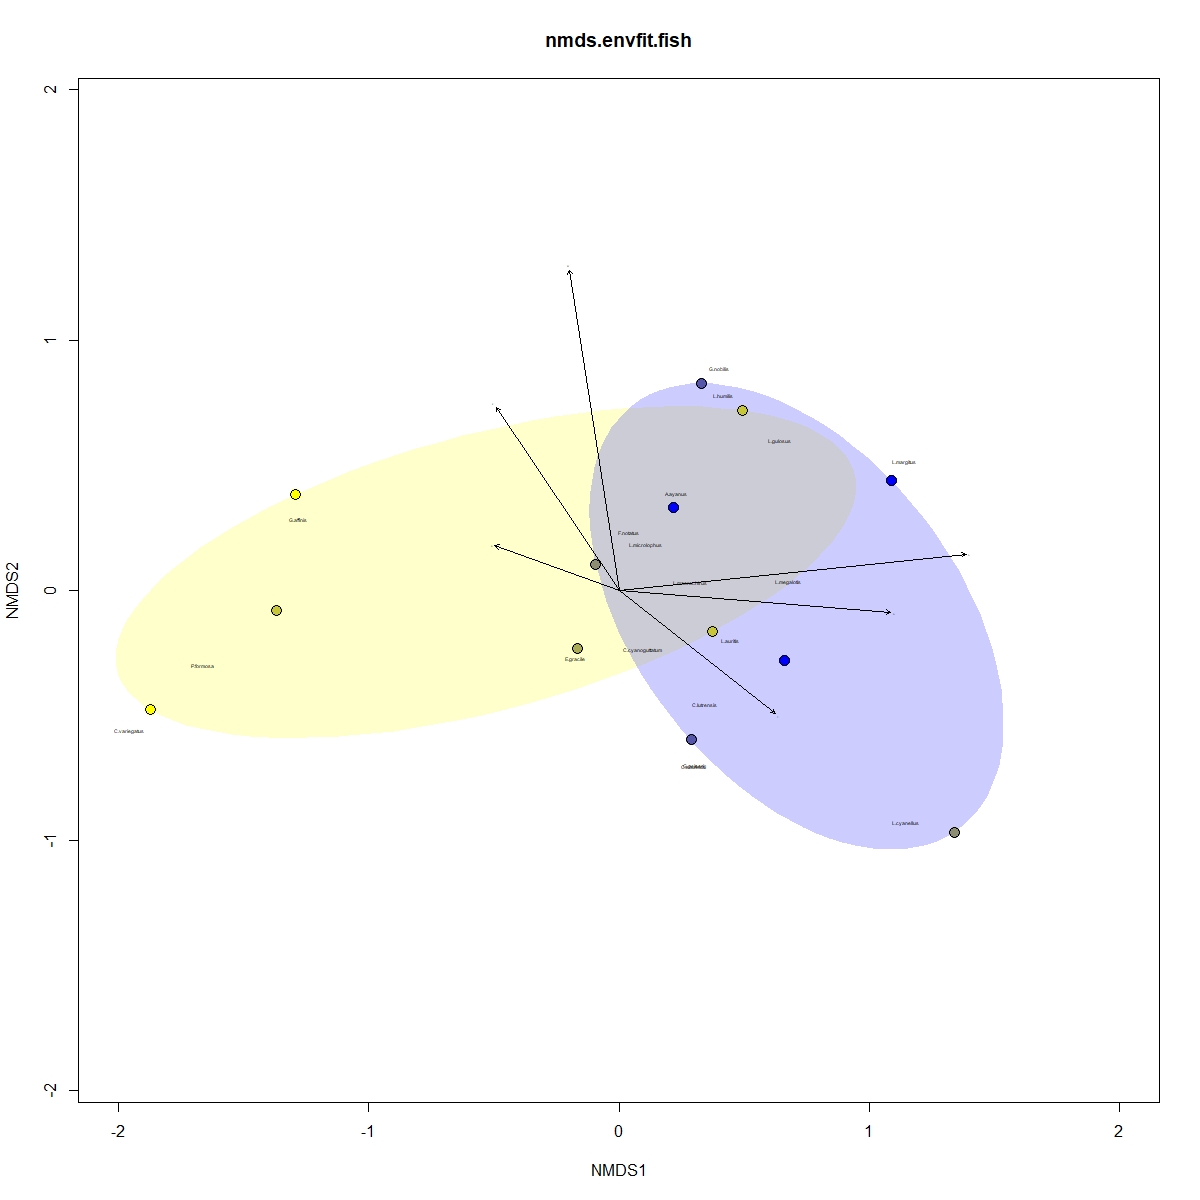 nmds.envfit.fish
2
G.nobilis
L.humilis
L.gulosus
L.margitus
A.sayanus
F.notatus
L.microlophus
1
G.affinis
L.megalotis
L.auritis
C.cyanoguttatum
E.gracile
P.formosa
0
C.lutrensis
C.variegatus
L.cyanellus
-1
-2
-2
-1
0
1
2
NMDS1
NMDS2